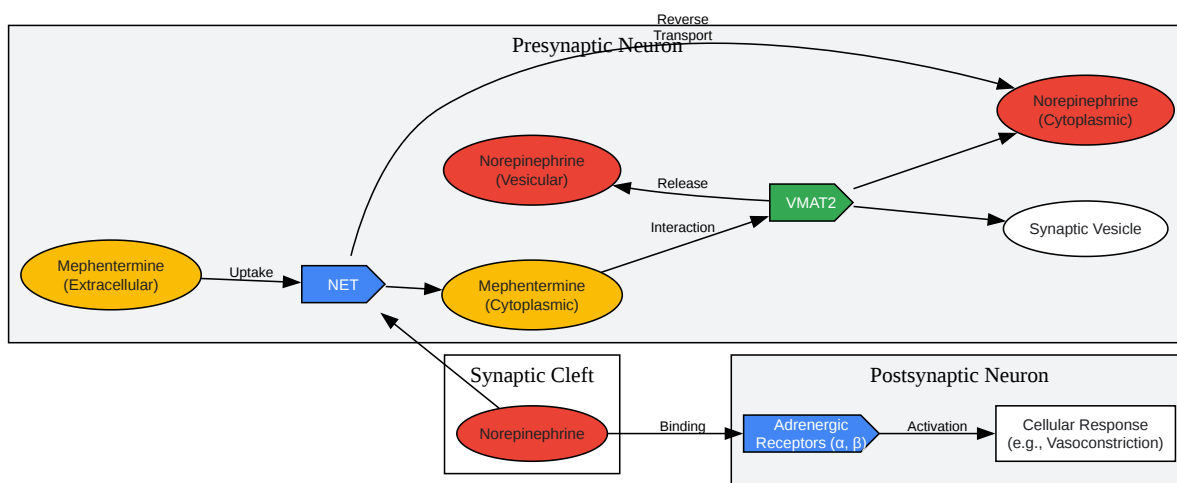 Reverse
Transport
Presynaptic Neuron
Norepinephrine
(Cytoplasmic)
Norepinephrine
(Vesicular)
Release
VMAT2
Interaction
Synaptic Vesicle
Mephentermine
(Extracellular)
Uptake
NET
Mephentermine
(Cytoplasmic)
Synaptic Cleft
Norepinephrine
Binding
Postsynaptic Neuron
Adrenergic
Receptors (α, β)
Activation
Cellular Response
(e.g., Vasoconstriction)